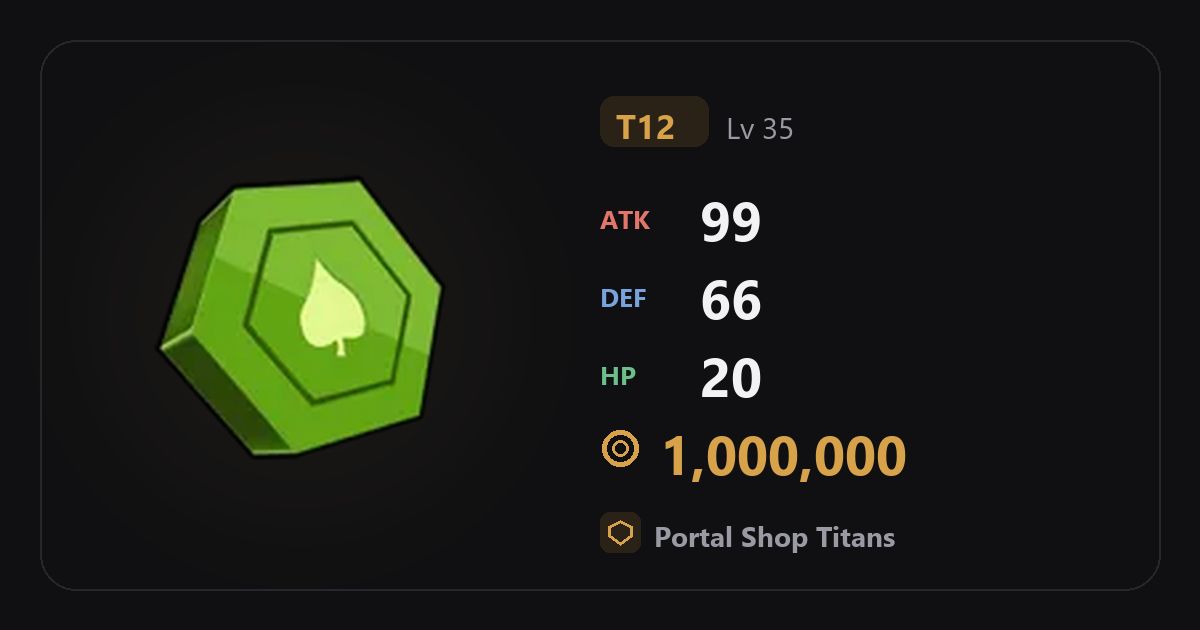 T12 Lv 35
ATK 99
DEF 66
HP 20
1,000,000
Portal Shop Titans